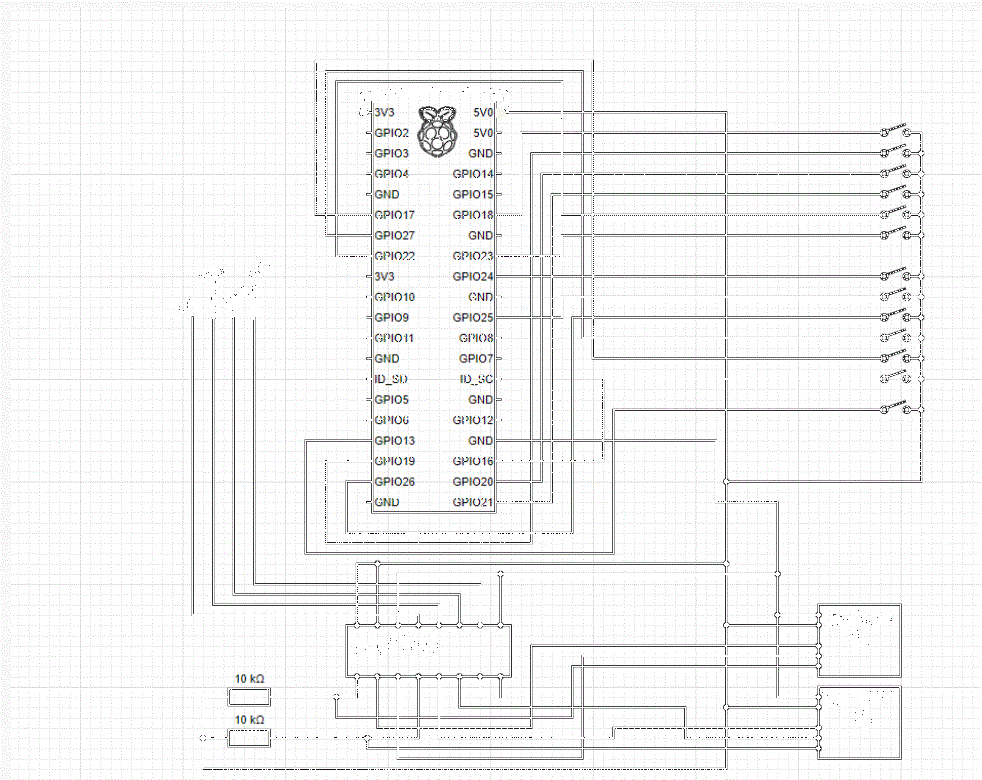 3V3 5V0
GPIO2 5V0
GPIO3 GND
GPIO4 GPIO14
GND GPIO15
GPIO17 GPIO18
GPIO27 GND
GPIO22 GPIO23
3V3 GPIO24
GPIO10 GND
GPIO9 GPIO25
GPIO11 GPIO8
GND GPIO7
ID_SD ID_SC
GPIO5 GND
GPIO6 GPIO12
GPIO13 GND
GPIO19 GPIO16
GPIO26 GPIO20
GND GPIO21
10 kΩ
10 kΩ